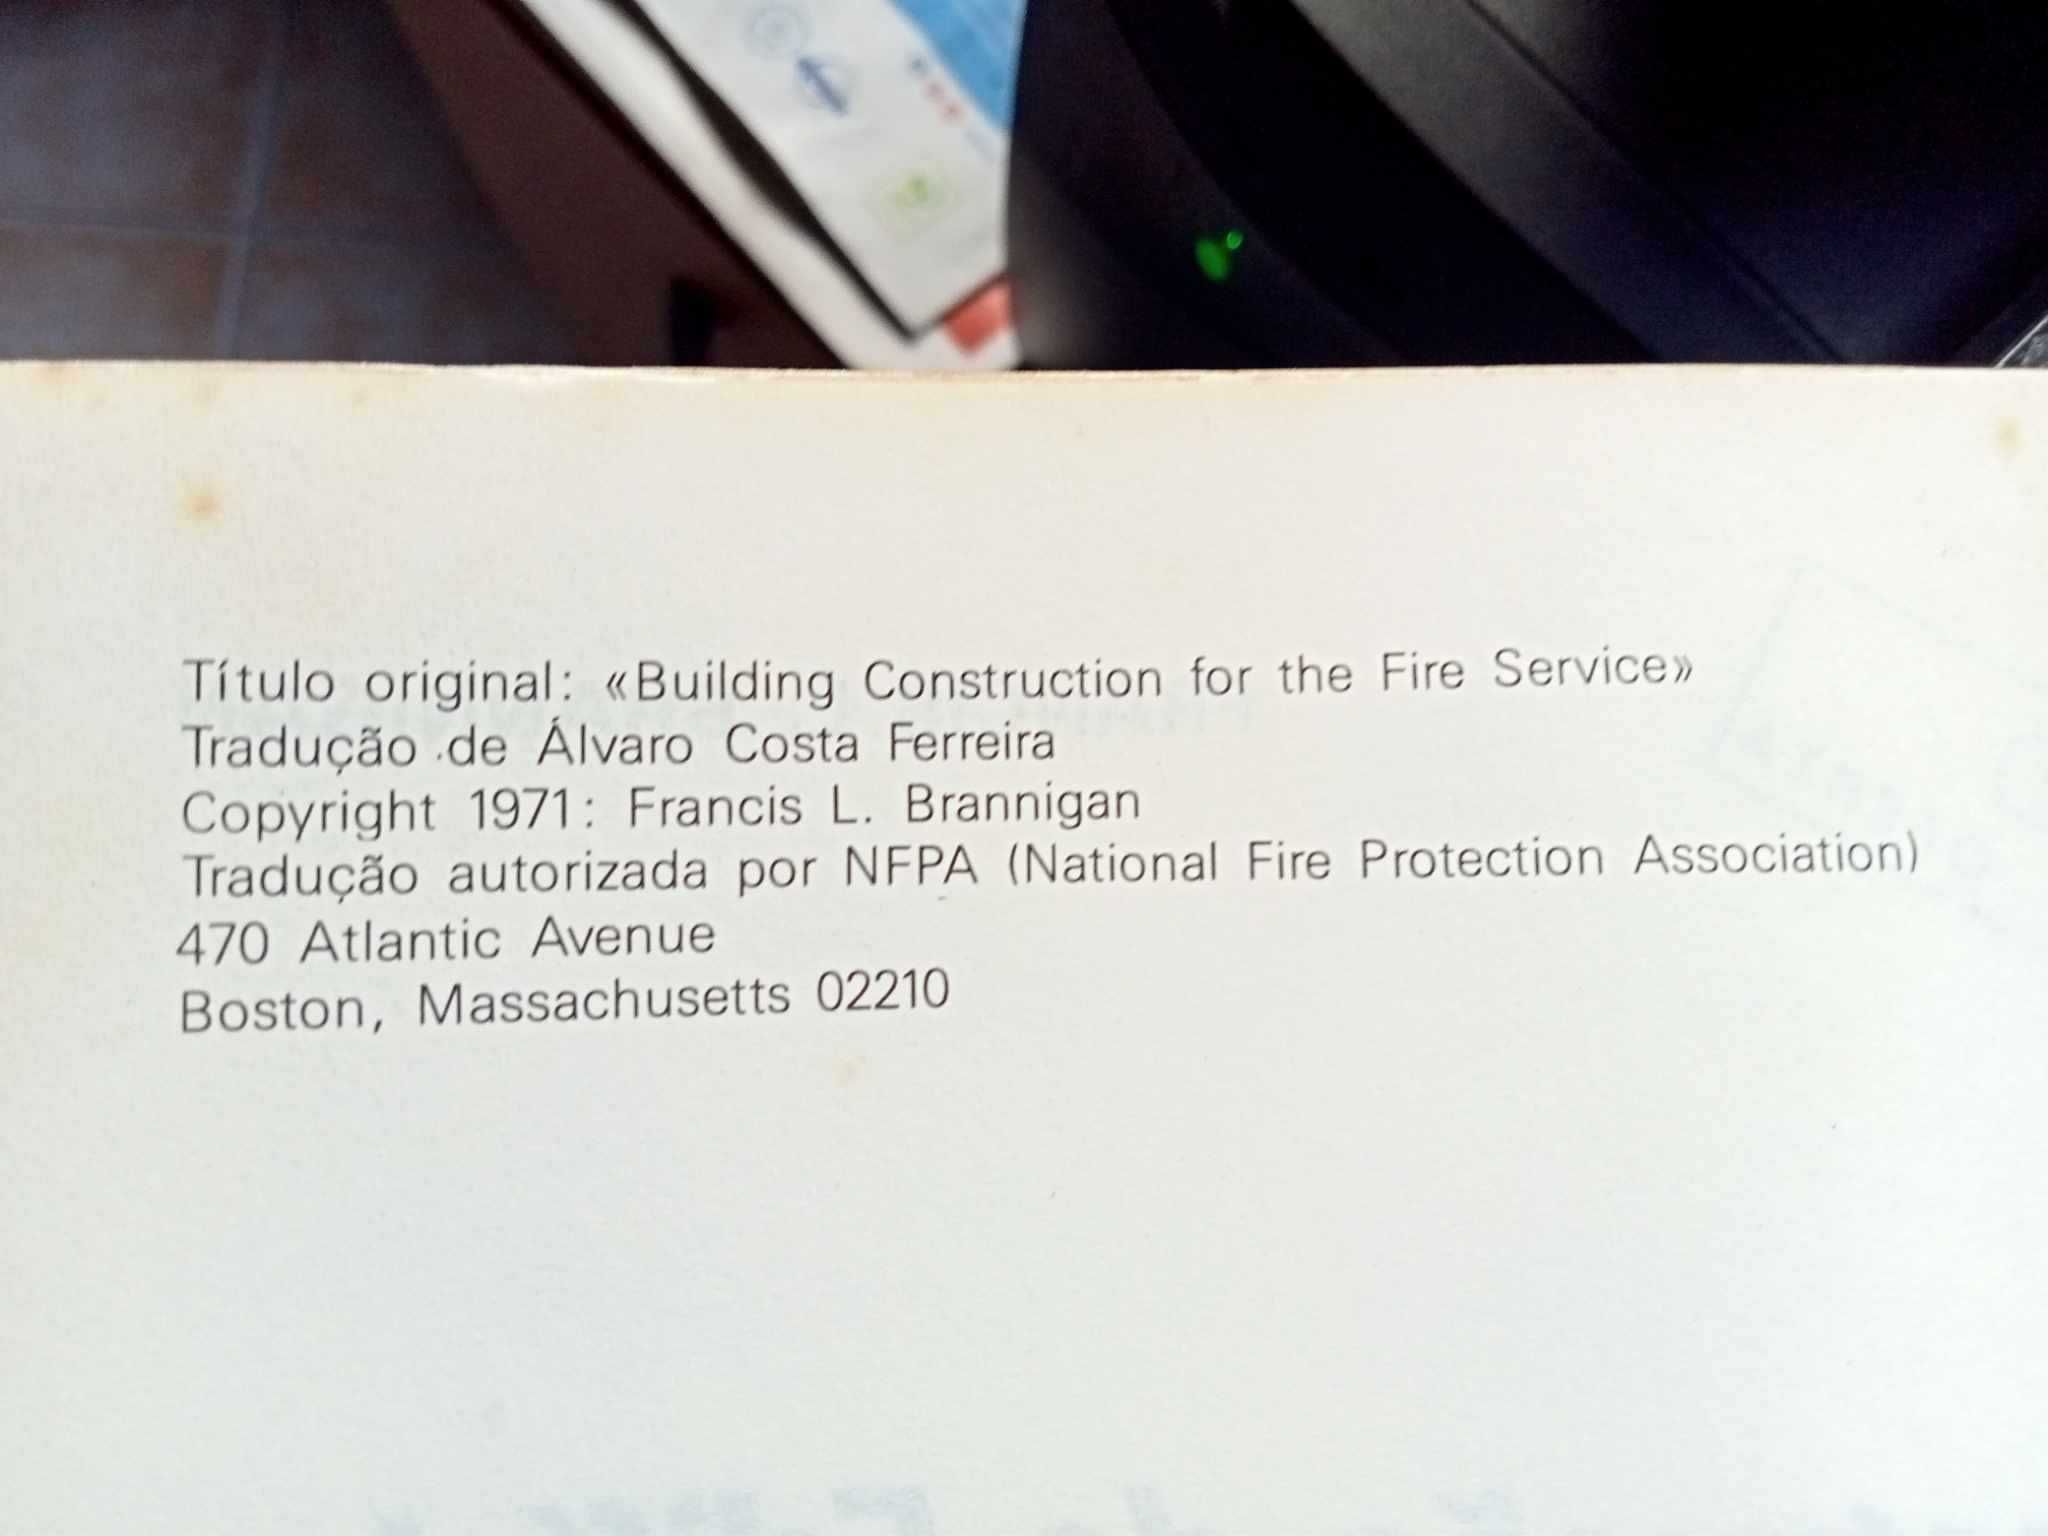 Título original: «Building Construction for the Fire Service»
Tradução de Álvaro Costa Ferreira
Copyright 1971: Francis L. Brannigan
Tradução autorizada por NFPA (National Fire Protection Association)
470 Atlantic Avenue
Boston, Massachusetts 02210